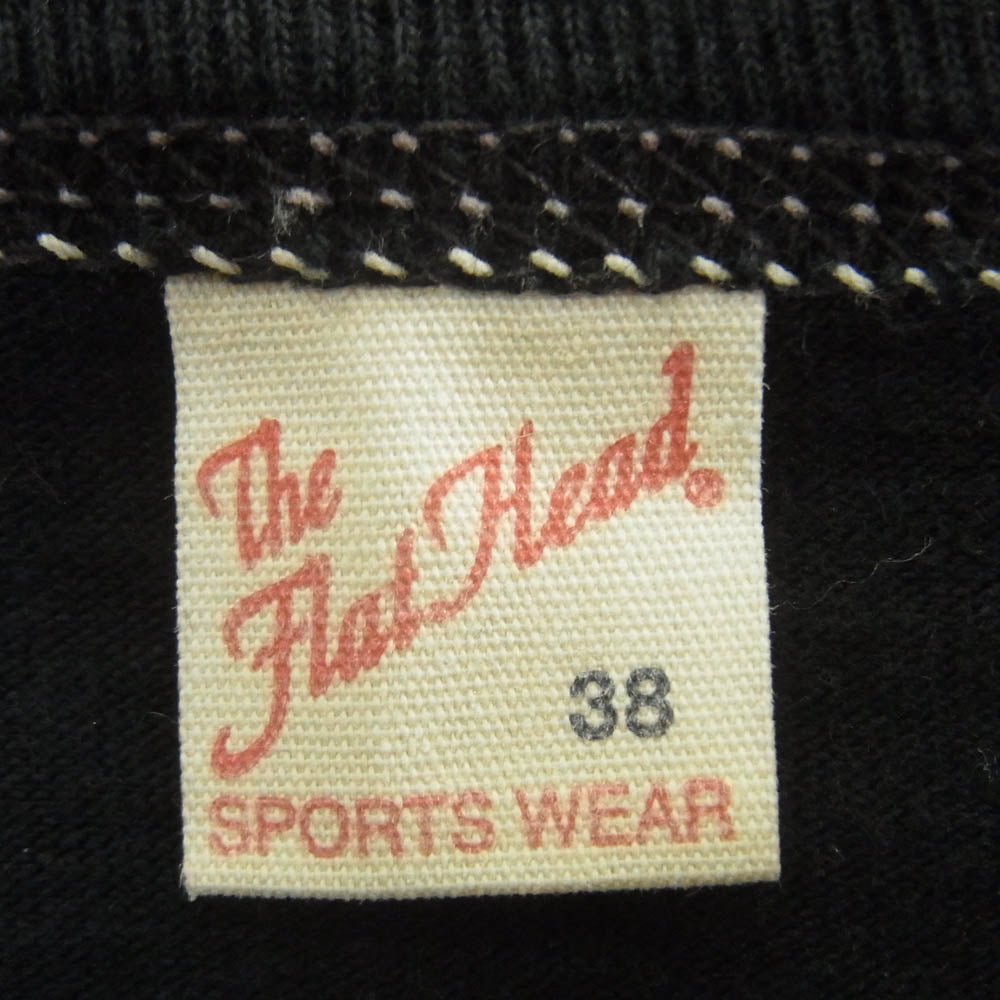 The
Flat Head
®
38
SPORTS WEAR